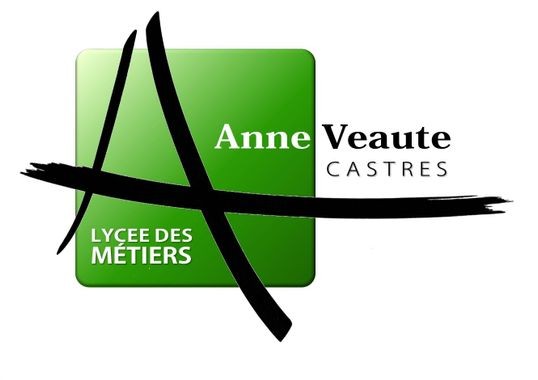 Anne Veaute
CASTRES
LYCEE DES
MÉTIERS